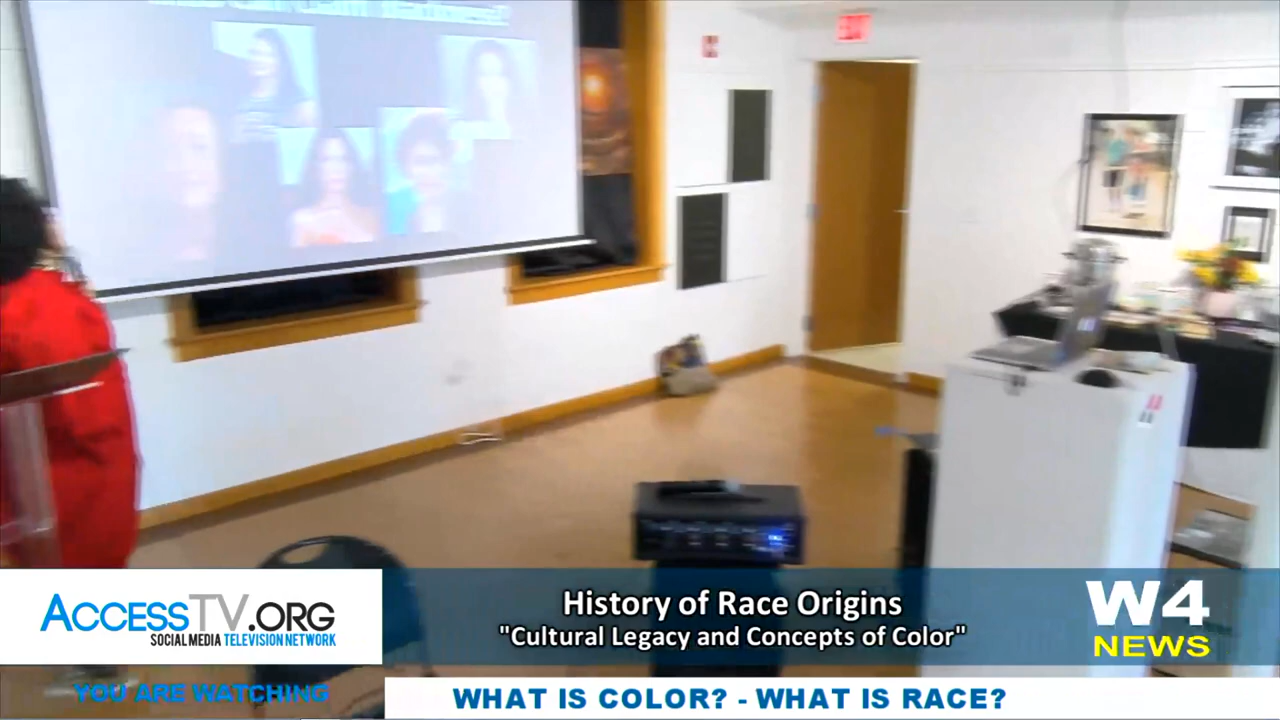 EXIT
ACCESSTV.ORG
SOCIAL MEDIA TELEVISION NETWORK
History of Race Origins
"Cultural Legacy and Concepts of Color"
W4
NEWS
YOU ARE WATCHING
WHAT IS COLOR? - WHAT IS RACE?